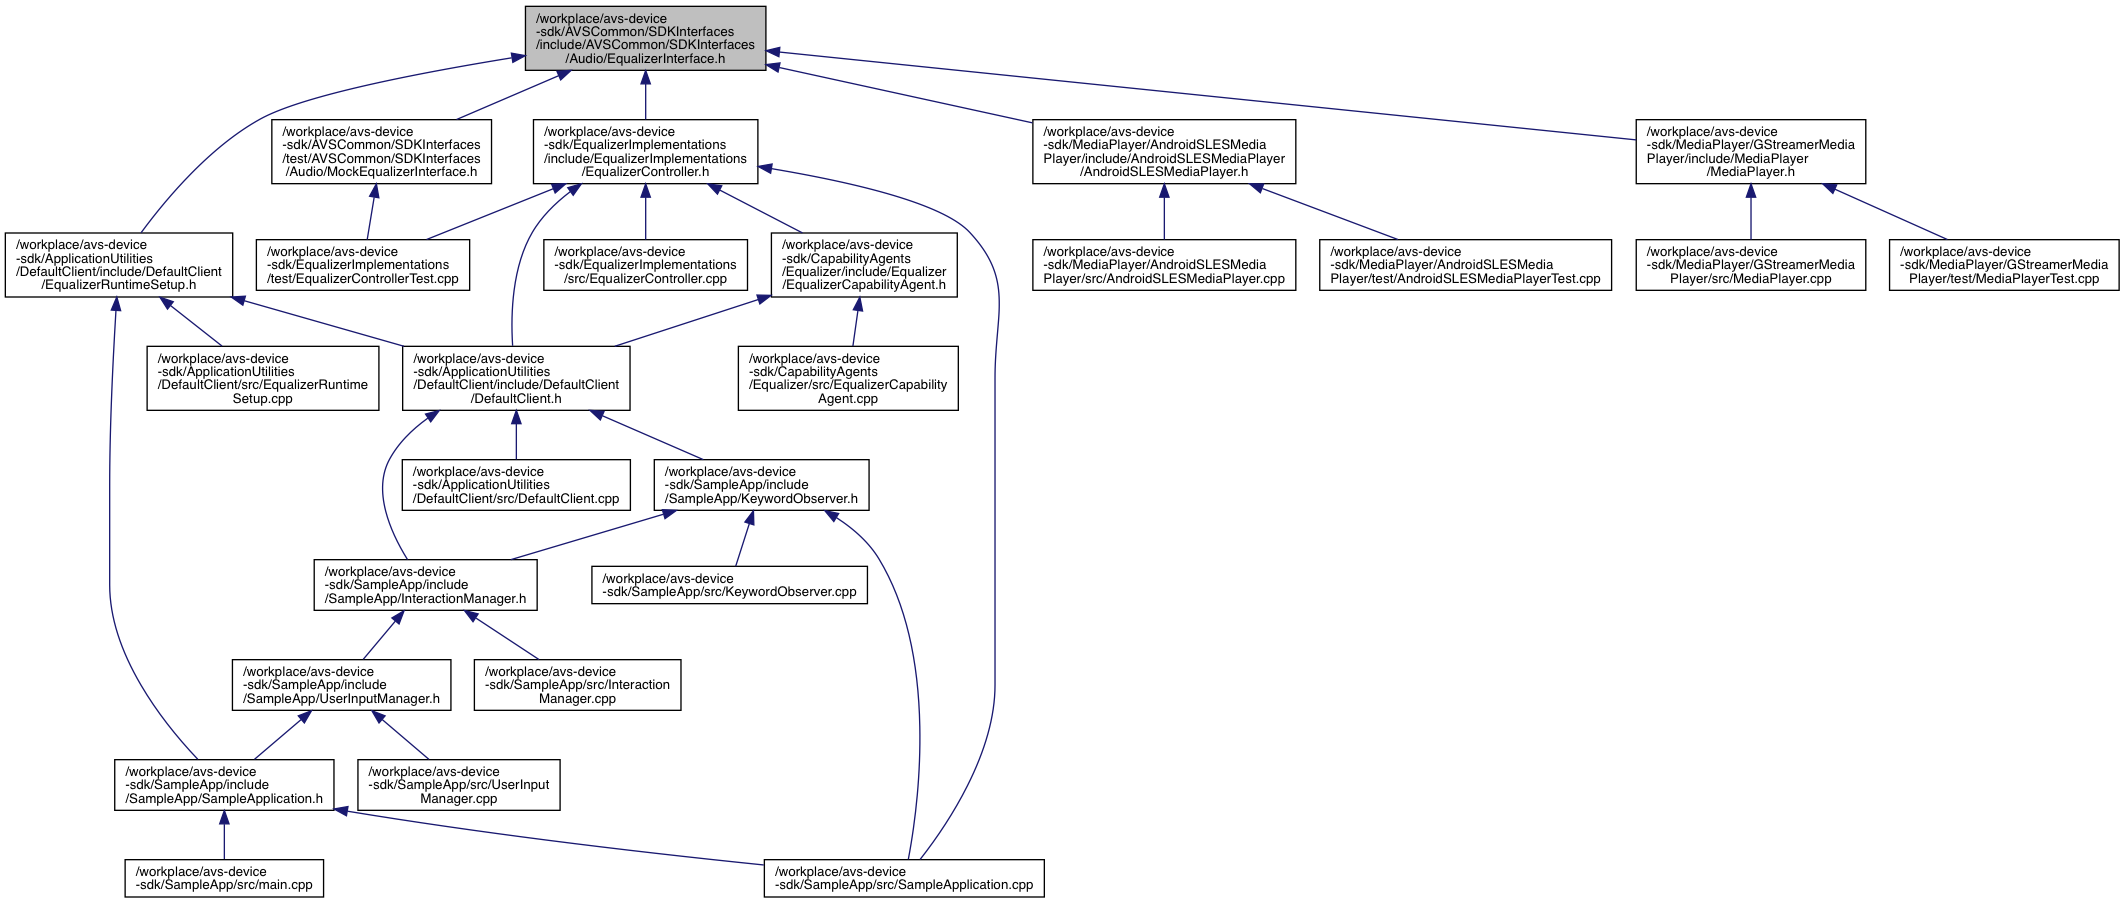 /workplace/avs-device
-sdk/AVSCommon/SDKInterfaces
/include/AVSCommon/SDKInterfaces
/Audio/EqualizerInterface.h
/workplace/avs-device
-sdk/AVSCommon/SDKInterfaces
/test/AVSCommon/SDKInterfaces
/Audio/MockEqualizerInterface.h
/workplace/avs-device
-sdk/EqualizerImplementations
/include/EqualizerImplementations
/EqualizerController.h
/workplace/avs-device
-sdk/MediaPlayer/AndroidSLESMedia
Player/include/AndroidSLESMediaPlayer
/AndroidSLESMediaPlayer.h
/workplace/avs-device
-sdk/MediaPlayer/GStreamerMedia
Player/include/MediaPlayer
/MediaPlayer.h
/workplace/avs-device
-sdk/ApplicationUtilities
/DefaultClient/include/DefaultClient
/EqualizerRuntimeSetup.h
/workplace/avs-device
-sdk/EqualizerImplementations
/test/EqualizerControllerTest.cpp
/workplace/avs-device
-sdk/EqualizerImplementations
/src/EqualizerController.cpp
/workplace/avs-device
-sdk/CapabilityAgents
/Equalizer/include/Equalizer
/EqualizerCapabilityAgent.h
/workplace/avs-device
-sdk/MediaPlayer/AndroidSLESMedia
Player/src/AndroidSLESMediaPlayer.cpp
/workplace/avs-device
-sdk/MediaPlayer/AndroidSLESMedia
Player/test/AndroidSLESMediaPlayerTest.cpp
/workplace/avs-device
-sdk/MediaPlayer/GStreamerMedia
Player/src/MediaPlayer.cpp
/workplace/avs-device
-sdk/MediaPlayer/GStreamerMedia
Player/test/MediaPlayerTest.cpp
/workplace/avs-device
-sdk/ApplicationUtilities
/DefaultClient/src/EqualizerRuntime
Setup.cpp
/workplace/avs-device
-sdk/ApplicationUtilities
/DefaultClient/include/DefaultClient
/DefaultClient.h
/workplace/avs-device
-sdk/CapabilityAgents
/Equalizer/src/EqualizerCapability
Agent.cpp
/workplace/avs-device
-sdk/ApplicationUtilities
/DefaultClient/src/DefaultClient.cpp
/workplace/avs-device
-sdk/SampleApp/include
/SampleApp/KeywordObserver.h
/workplace/avs-device
-sdk/SampleApp/include
/SampleApp/InteractionManager.h
/workplace/avs-device
-sdk/SampleApp/src/KeywordObserver.cpp
/workplace/avs-device
-sdk/SampleApp/include
/SampleApp/UserInputManager.h
/workplace/avs-device
-sdk/SampleApp/src/Interaction
Manager.cpp
/workplace/avs-device
-sdk/SampleApp/include
/SampleApp/SampleApplication.h
/workplace/avs-device
-sdk/SampleApp/src/UserInput
Manager.cpp
/workplace/avs-device
-sdk/SampleApp/src/main.cpp
/workplace/avs-device
-sdk/SampleApp/src/SampleApplication.cpp